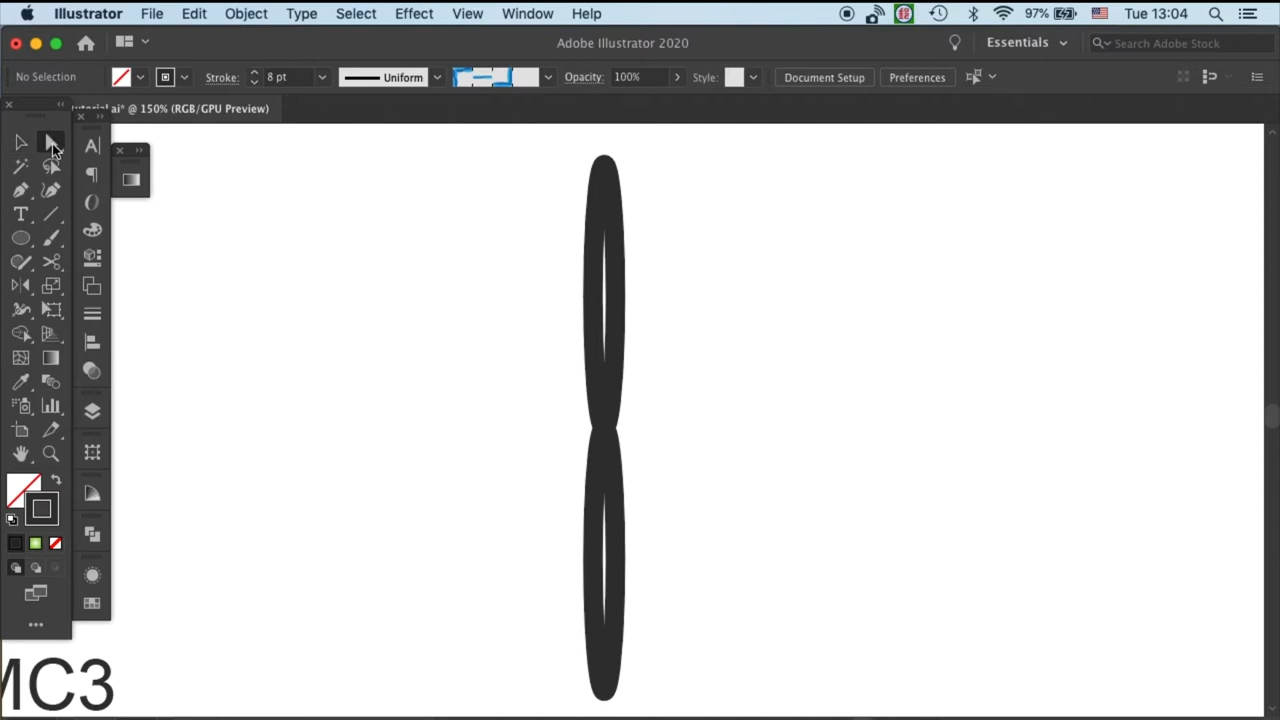 Illustrator File Edit Object Type Select Effect View Window Help 97% Tue 13:04
Adobe Illustrator 2020 Essentials Search Adobe Stock
No Selection Stroke: 8 pt Uniform Opacity: 100% Style: Document Setup Preferences
utorial.ai* @ 150% (RGB/GPU Preview)
MC3